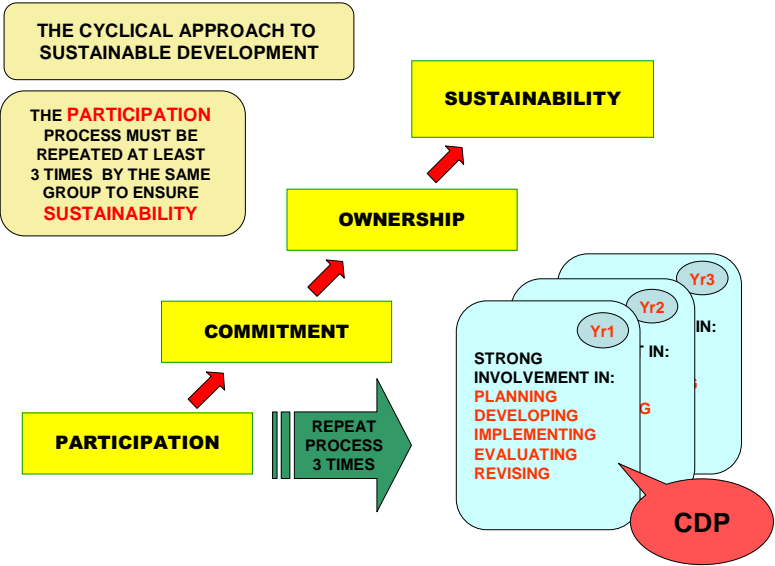 THE CYCLICAL APPROACH TO
SUSTAINABLE DEVELOPMENT
THE PARTICIPATION
PROCESS MUST BE
REPEATED AT LEAST
3 TIMES BY THE SAME
GROUP TO ENSURE
SUSTAINABILITY
SUSTAINABILITY
OWNERSHIP
COMMITMENT
PARTICIPATION
REPEAT
PROCESS
3 TIMES
Yr1
STRONG
INVOLVEMENT IN:
PLANNING
DEVELOPING
IMPLEMENTING
EVALUATING
REVISING
Yr2
T IN:
G
Yr3
IN:
CDP